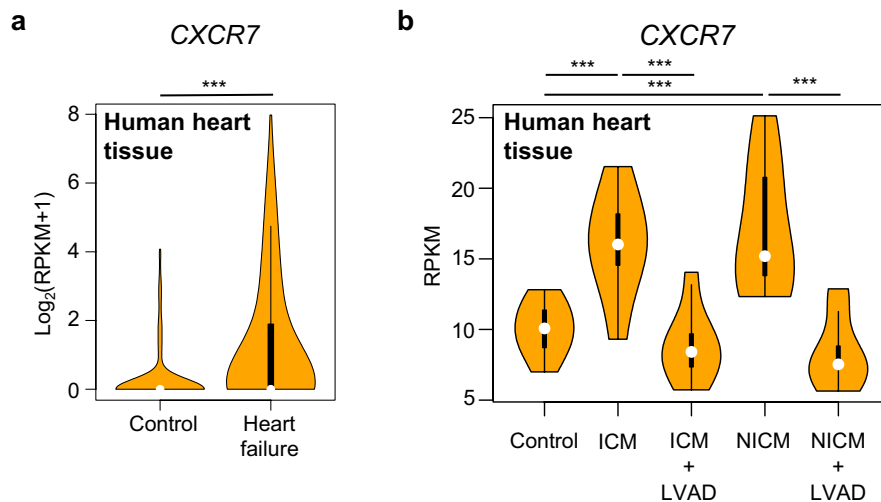 a
CXCR7
***
Human heart
tissue
Log2(RPKM+1)
8
6
4
2
0
Control
Heart
failure
b
CXCR7
*** ***
***
***
Human heart
tissue
RPKM
25
20
15
10
5
Control
ICM
ICM
+
LVAD
NICM
NICM
+
LVAD